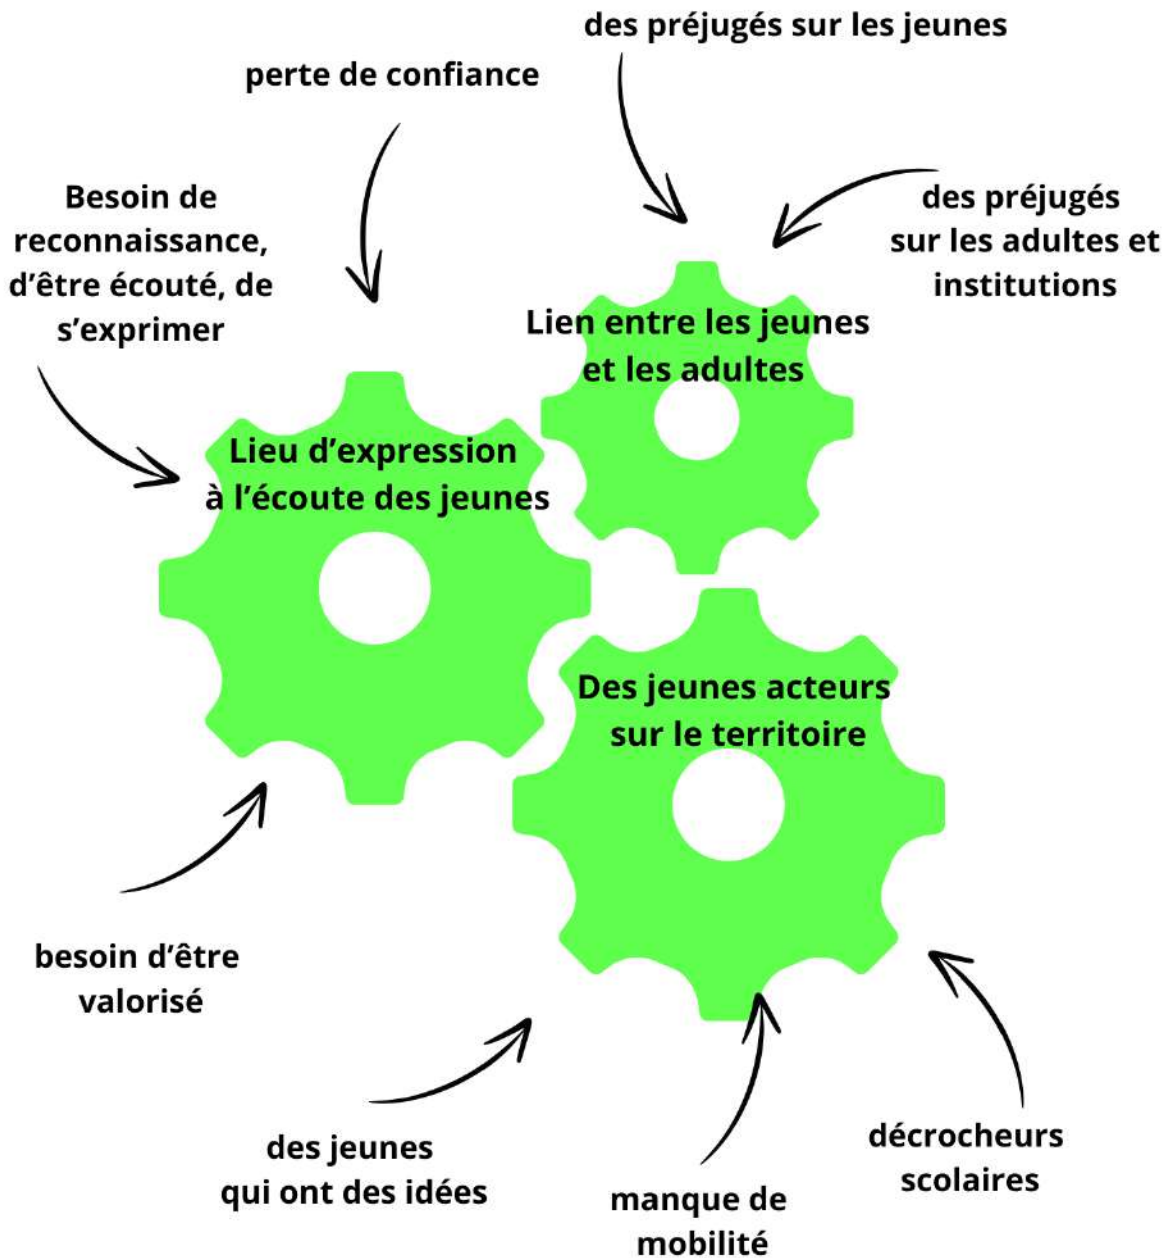 des préjugés sur les jeunes
perte de confiance
Besoin de
reconnaissance,
d'être écouté, de
s'exprimer
des préjugés
sur les adultes et
institutions
Lien entre les jeunes
et les adultes
Lieu d'expression
à l'écoute des jeunes
Des jeunes acteurs
sur le territoire
besoin d'être
valorisé
des jeunes
qui ont des idées
manque de
mobilité
décrocheurs
scolaires